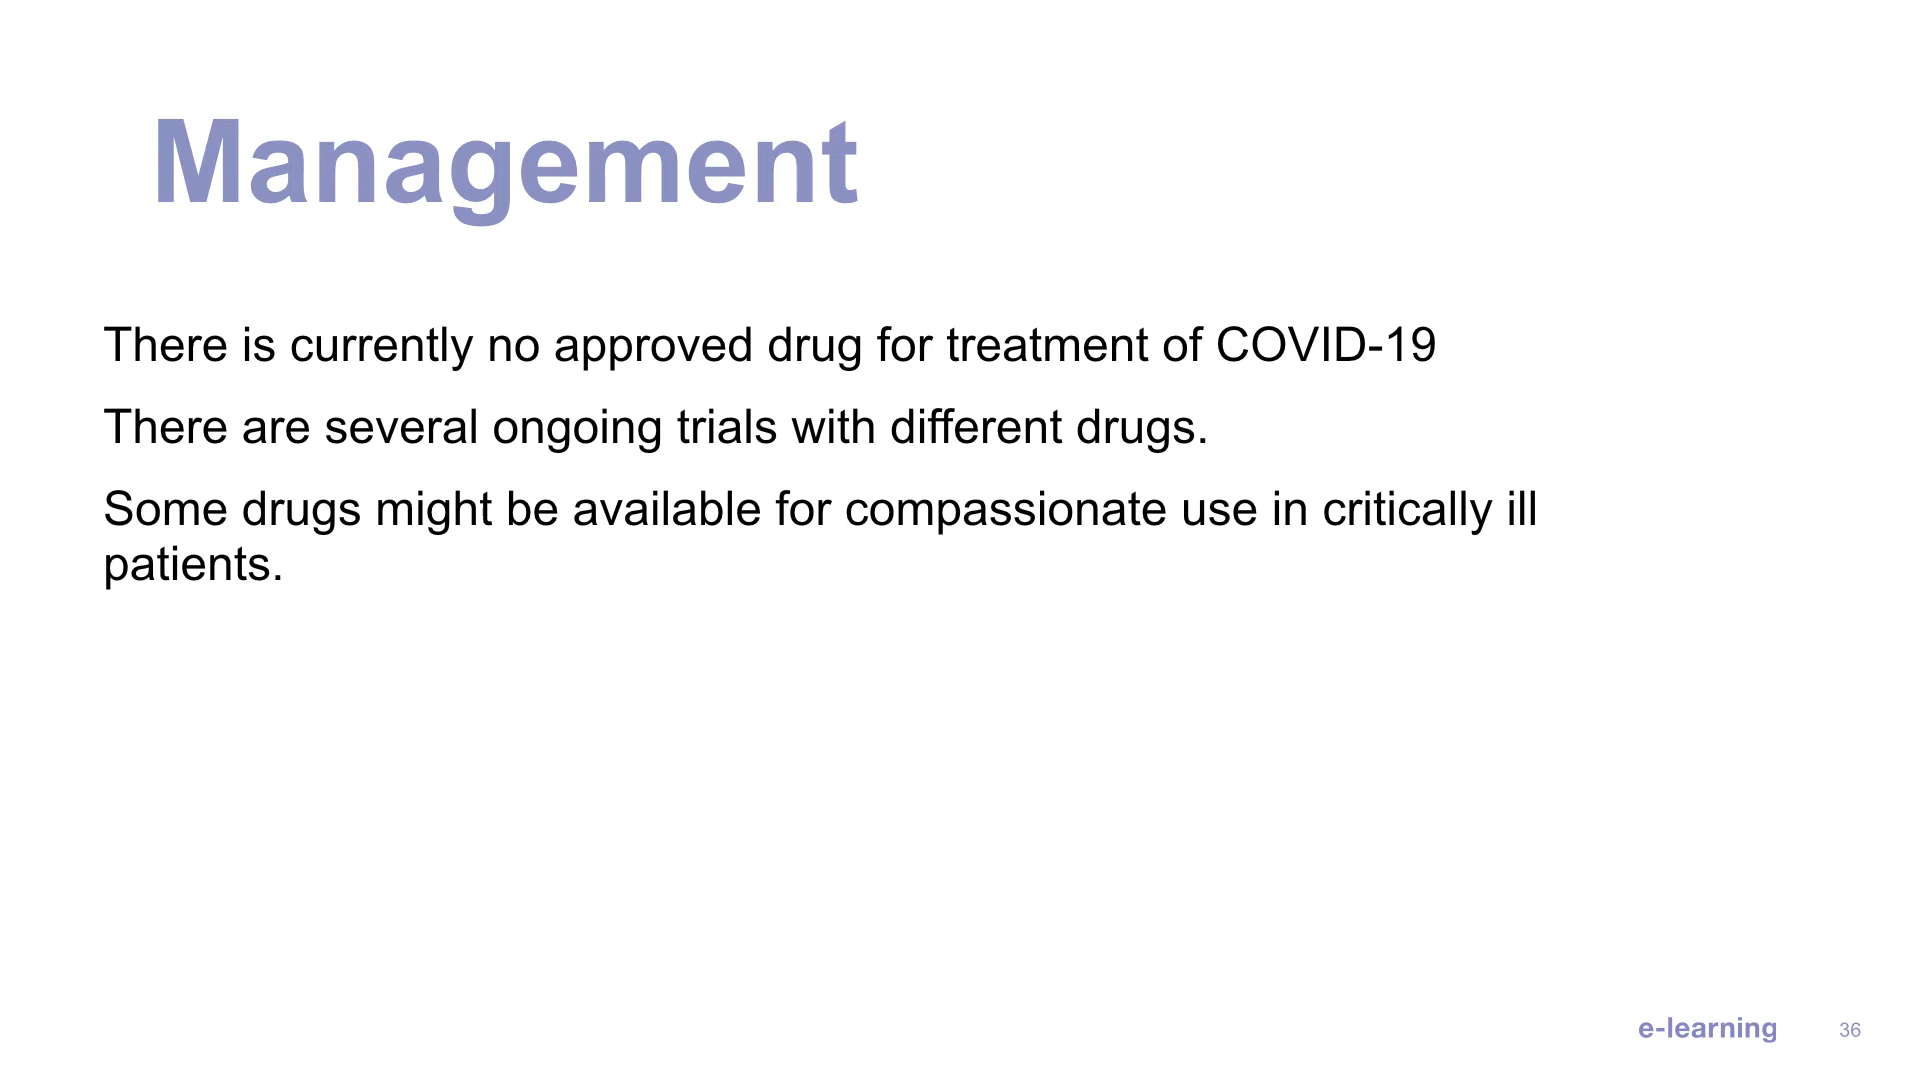 Management
There is currently no approved drug for treatment of COVID-19
There are several ongoing trials with different drugs.
Some drugs might be available for compassionate use in critically ill
patients.
e-learning
36